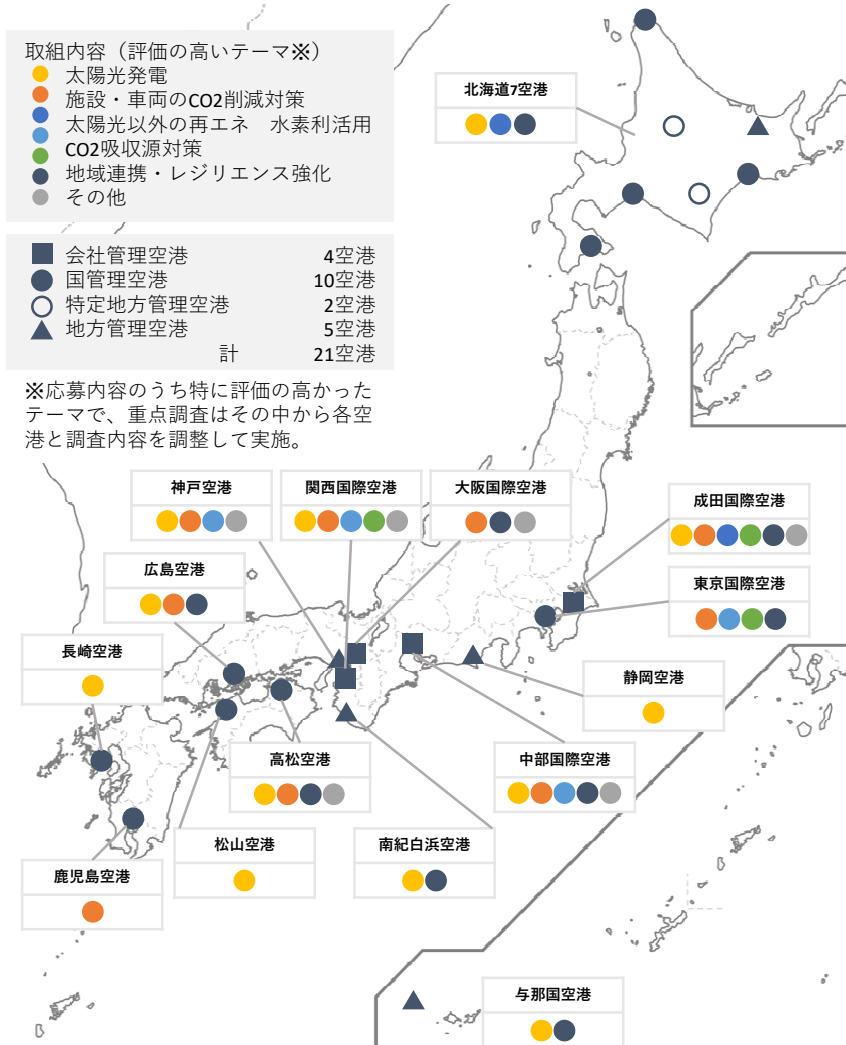 取組内容（評価の高いテーマ※）
太陽光発電
施設・車両のCO2削減対策
太陽光以外の再エネ　水素利活用
CO2吸収源対策
地域連携・レジリエンス強化
その他
会社管理空港 4空港
国管理空港 10空港
特定地方管理空港 2空港
地方管理空港 5空港
計 21空港
※応募内容のうち特に評価の高かった
テーマで、重点調査はその中から各空
港と調査内容を調整して実施。
北海道7空港
神戸空港
関西国際空港
大阪国際空港
成田国際空港
広島空港
東京国際空港
長崎空港
静岡空港
高松空港
中部国際空港
松山空港
南紀白浜空港
鹿児島空港
与那国空港